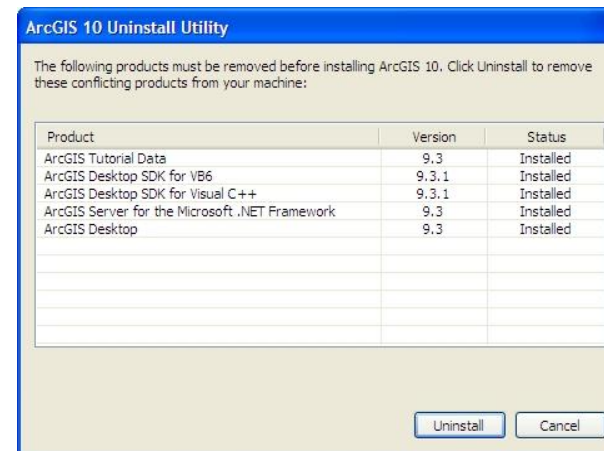 ArcGIS 10 Uninstall Utility
The following products must be removed before installing ArcGIS 10. Click Uninstall to remove
these conflicting products from your machine:
Product Version Status
ArcGIS Tutorial Data 9.3 Installed
ArcGIS Desktop SDK for VB6 9.3.1 Installed
ArcGIS Desktop SDK for Visual C++ 9.3.1 Installed
ArcGIS Server for the Microsoft .NET Framework 9.3 Installed
ArcGIS Desktop 9.3 Installed
Uninstall Cancel